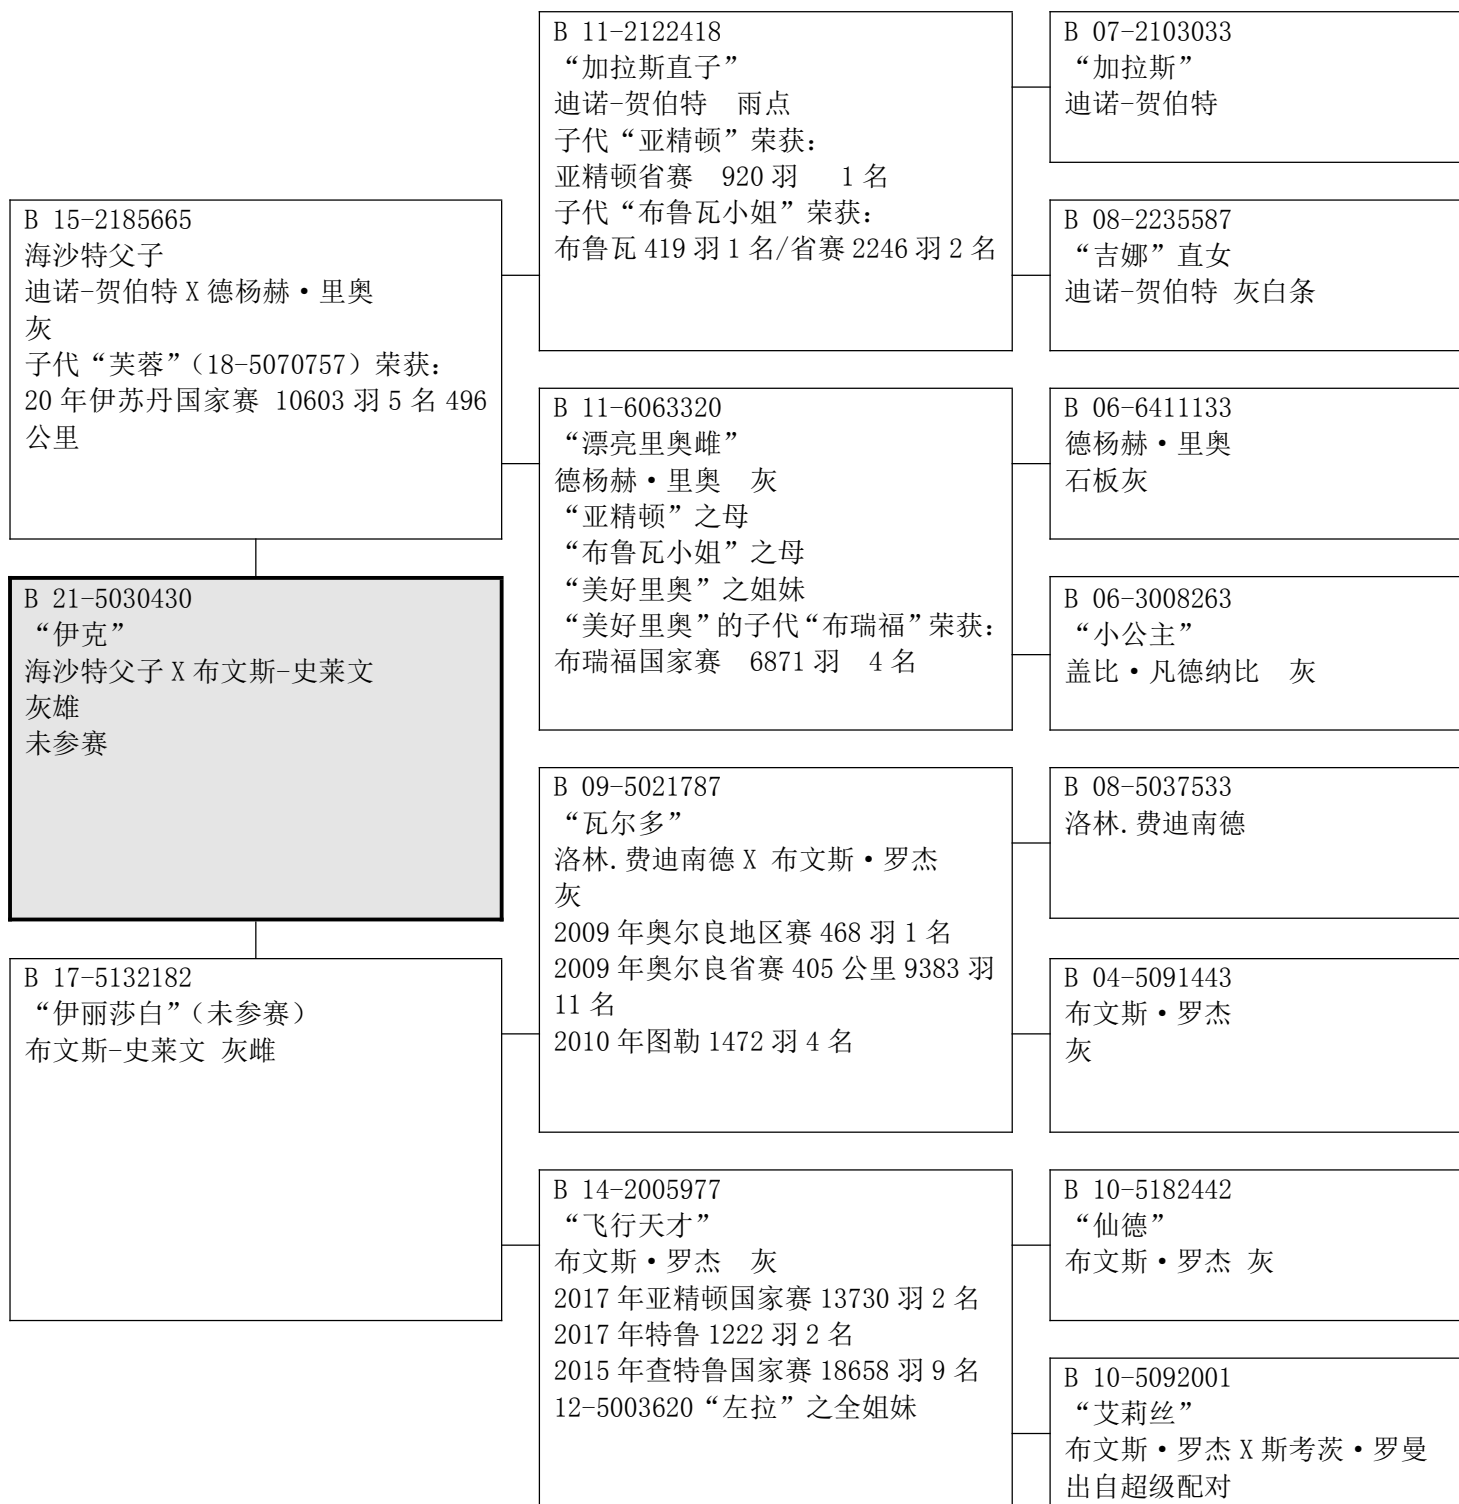 B 15-2185665
海沙特父子
迪诺-贺伯特 X 德杨赫·里奥
灰
子代“芙蓉”（18-5070757）荣获：
20 年伊苏丹国家赛 10603 羽 5 名 496
公里
B 21-5030430
“伊克”
海沙特父子 X 布文斯-史莱文
灰雄
未参赛
B 17-5132182
“伊丽莎白”（未参赛）
布文斯-史莱文 灰雌
B 11-2122418
“加拉斯直子”
迪诺-贺伯特 雨点
子代“亚精顿”荣获：
亚精顿省赛 920 羽 1 名
子代“布鲁瓦小姐”荣获：
布鲁瓦 419 羽 1 名/省赛 2246 羽 2 名
B 11-6063320
“漂亮里奥雌”
德杨赫·里奥 灰
“亚精顿”之母
“布鲁瓦小姐”之母
“美好里奥”之姐妹
“美好里奥”的子代“布瑞福”荣获：
布瑞福国家赛 6871 羽 4 名
B 09-5021787
“瓦尔多”
洛林.费迪南德 X 布文斯·罗杰
灰
2009 年奥尔良地区赛 468 羽 1 名
2009 年奥尔良省赛 405 公里 9383 羽
11 名
2010 年图勒 1472 羽 4 名
B 14-2005977
“飞行天才”
布文斯·罗杰 灰
2017 年亚精顿国家赛 13730 羽 2 名
2017 年特鲁 1222 羽 2 名
2015 年查特鲁国家赛 18658 羽 9 名
12-5003620“左拉”之全姐妹
B 07-2103033
“加拉斯”
迪诺-贺伯特
B 08-2235587
“吉娜”直女
迪诺-贺伯特 灰白条
B 06-6411133
德杨赫·里奥
石板灰
B 06-3008263
“小公主”
盖比·凡德纳比 灰
B 08-5037533
洛林.费迪南德
B 04-5091443
布文斯·罗杰
灰
B 10-5182442
“仙德”
布文斯·罗杰 灰
B 10-5092001
“艾莉丝”
布文斯·罗杰 X 斯考茨·罗曼
出自超级配对